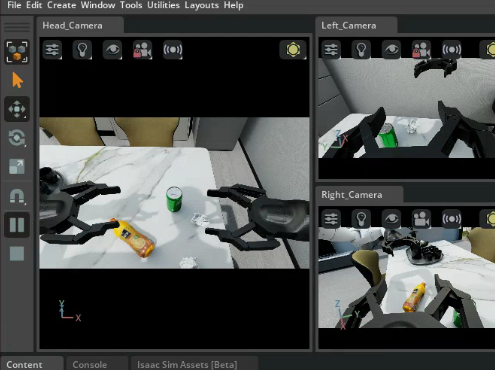 File Edit Create Window Tools Utilities Layouts Help
Head_Camera
Left_Camera
Right_Camera
Y
X
Z
X
Z
Y
X
Content
Console
Isaac Sim Assets [Beta]